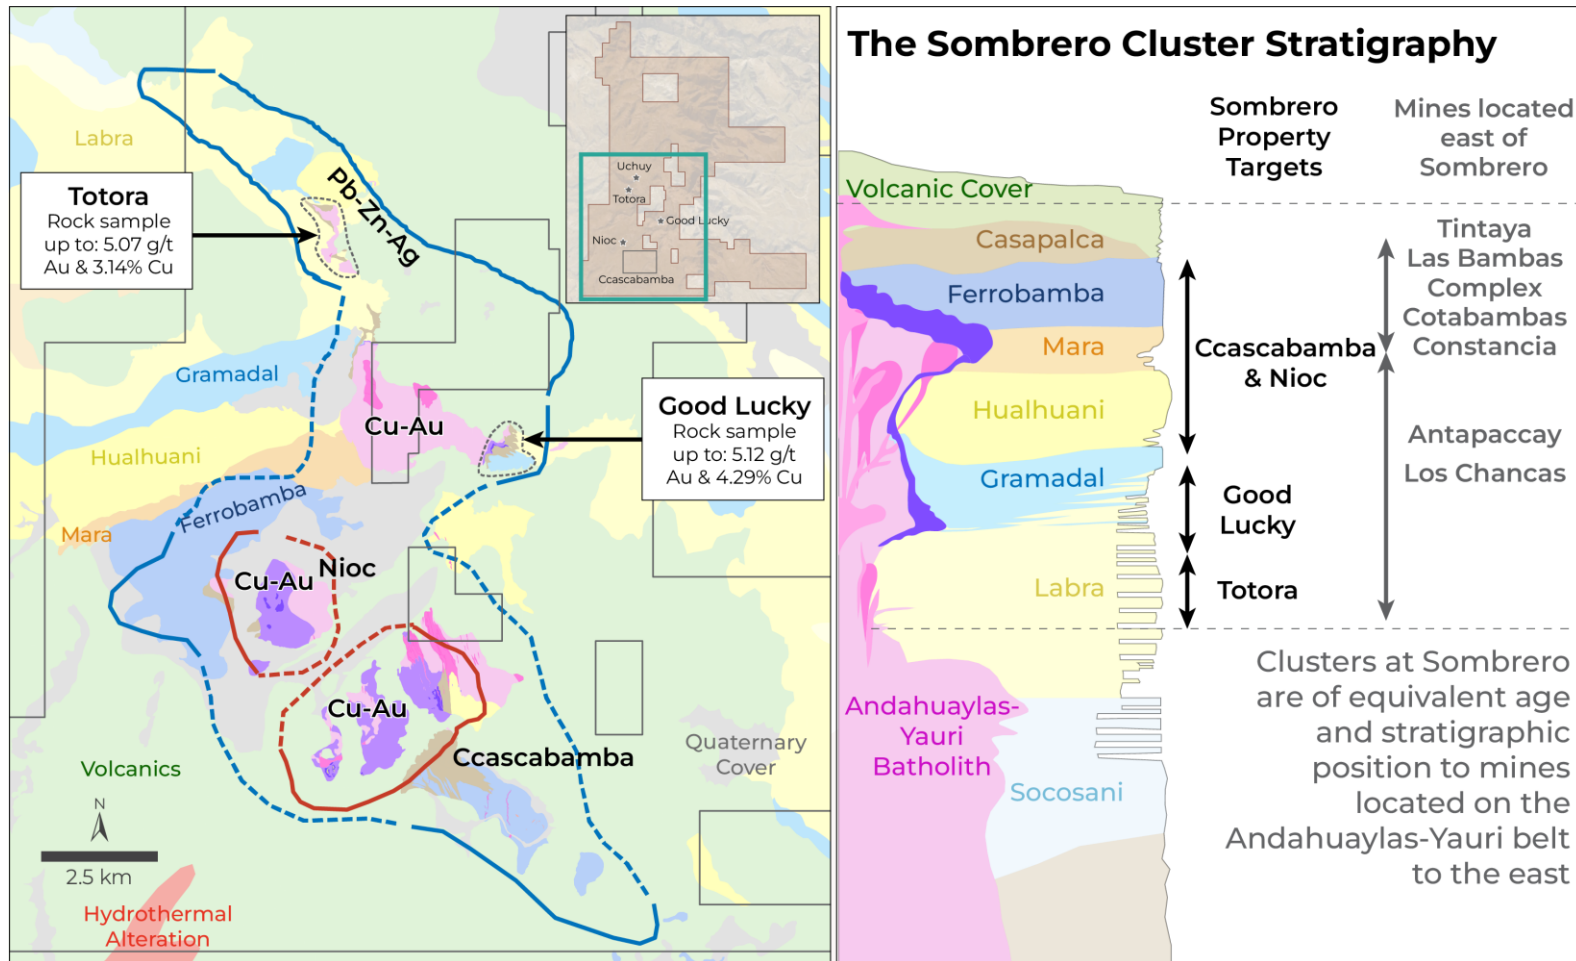 Labra
Totora
Rock sample
up to: 5.07 g/t
Au & 3.14% Cu
Pb-Zn-Ag
Uchuy
Totora
Good Lucky
Nioc
Ccascabamba
Gramadal
Cu-Au
Good Lucky
Rock sample
up to: 5.12 g/t
Au & 4.29% Cu
Hualhuani
Ferrobamba
Mara
Nioc
Cu-Au
Cu-Au
Ccascabamba
Quaternary
Cover
Volcanics
N
2.5 km
Hydrothermal
Alteration
The Sombrero Cluster Stratigraphy
Sombrero
Property
Targets
Mines located
east of
Sombrero
Volcanic Cover
Casapalca
Ferrobamba
Mara
Hualhuani
Gramadal
Labra
Andahuaylas-
Yauri
Batholith
Socosani
Ccascabamba
& Nioc
Good
Lucky
Totora
Tintaya
Las Bambas
Complex
Cotabambas
Constancia
Antapaccay
Los Chancas
Clusters at Sombrero
are of equivalent age
and stratigraphic
position to mines
located on the
Andahuaylas-Yauri belt
to the east